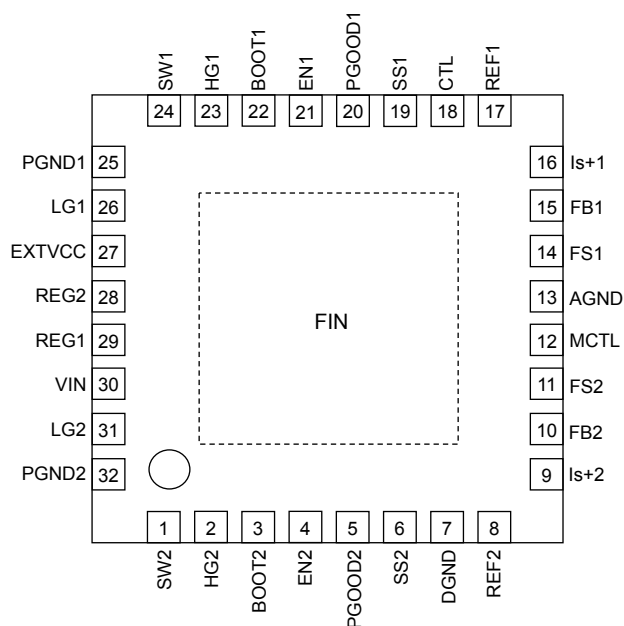 SW1
HG1
BOOT1
EN1
PGOOD1
SS1
CTL
REF1
24
23
22
21
20
19
18
17
PGND1 25
16 Is+1
LG1 26
15 FB1
EXTVCC 27
14 FS1
REG2 28
13 AGND
FIN
REG1 29
12 MCTL
VIN 30
11 FS2
LG2 31
10 FB2
PGND2 32
9 Is+2
1
2
3
4
5
6
7
8
SW2
HG2
BOOT2
EN2
PGOOD2
SS2
DGND
REF2